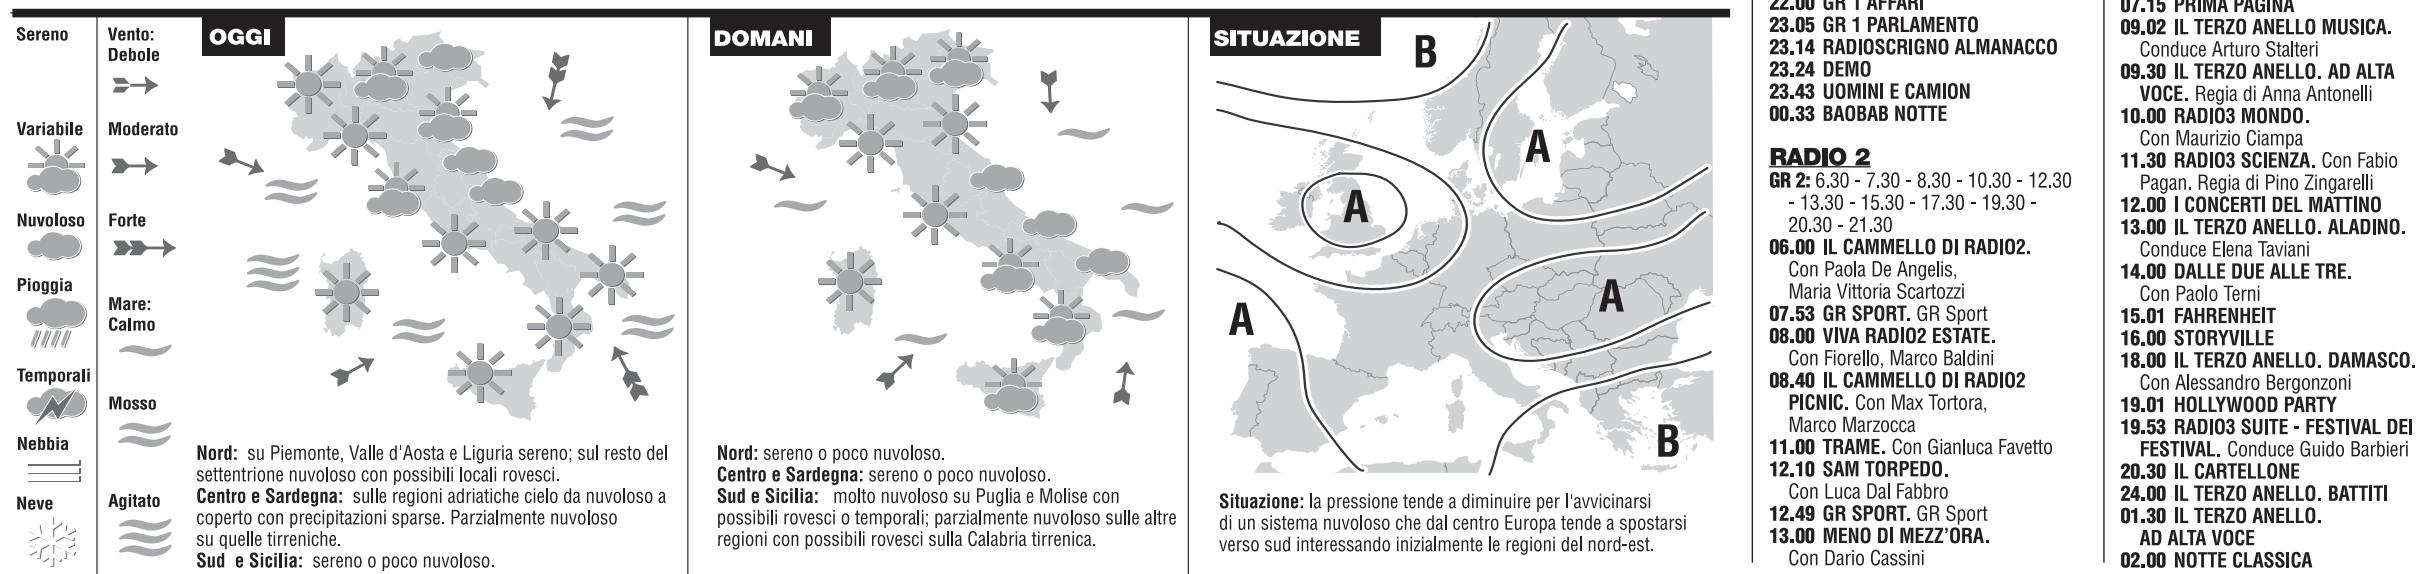 Sereno
Variabile
Nuvoloso
Pioggia
Temporali
Nebbia
Neve
Vento:
Debole
Moderato
Forte
Mare:
Calmo
Mosso
Agitato
OGGI
Nord: su Piemonte, Valle d'Aosta e Liguria sereno; sul resto del
settentrione nuvoloso con possibili locali rovesci.
Centro e Sardegna: sulle regioni adriatiche cielo da nuvoloso a
coperto con precipitazioni sparse. Parzialmente nuvoloso
su quelle tirreniche.
Sud e Sicilia: sereno o poco nuvoloso.
DOMANI
Nord: sereno o poco nuvoloso.
Centro e Sardegna: sereno o poco nuvoloso.
Sud e Sicilia: molto nuvoloso su Puglia e Molise con
possibili rovesci o temporali; parzialmente nuvoloso sulle altre
regioni con possibili rovesci sulla Calabria tirrenica.
SITUAZIONE
B
A
A
A
A
B
Situazione: la pressione tende a diminuire per l'avvicinarsi
di un sistema nuvoloso che dal centro Europa tende a spostarsi
verso sud interessando inizialmente le regioni del nord-est.
22.00 GR 1 AFFARI
23.05 GR 1 PARLAMENTO
23.14 RADIOSCRIGNO ALMANACCO
23.24 DEMO
23.43 UOMINI E CAMION
00.33 BAOBAB NOTTE
RADIO 2
GR 2: 6.30 - 7.30 - 8.30 - 10.30 - 12.30
- 13.30 - 15.30 - 17.30 - 19.30 -
20.30 - 21.30
06.00 IL CAMMELLO DI RADIO2.
Con Paola De Angelis,
Maria Vittoria Scartozzi
07.53 GR SPORT. GR Sport
08.00 VIVA RADIO2 ESTATE.
Con Fiorello, Marco Baldini
08.40 IL CAMMELLO DI RADIO2
PICNIC. Con Max Tortora,
Marco Marzocca
11.00 TRAME. Con Gianluca Favetto
12.10 SAM TORPEDO.
Con Luca Dal Fabbro
12.49 GR SPORT. GR Sport
13.00 MENO DI MEZZ'ORA.
Con Dario Cassini
07.15 PRIMA PAGINA
09.02 IL TERZO ANELLO MUSICA.
Conduce Arturo Stalteri
09.30 IL TERZO ANELLO. AD ALTA
VOCE. Regia di Anna Antonelli
10.00 RADIO3 MONDO.
Con Maurizio Ciampa
11.30 RADIO3 SCIENZA. Con Fabio
Pagan. Regia di Pino Zingarelli
12.00 I CONCERTI DEL MATTINO
13.00 IL TERZO ANELLO. ALADINO.
Conduce Elena Taviani
14.00 DALLE DUE ALLE TRE.
Con Paolo Terni
15.01 FAHRENHEIT
16.00 STORYVILLE
18.00 IL TERZO ANELLO. DAMASCO.
Con Alessandro Bergonzoni
19.01 HOLLYWOOD PARTY
19.53 RADIO3 SUITE - FESTIVAL DEI
FESTIVAL. Conduce Guido Barbieri
20.30 IL CARTELLONE
24.00 IL TERZO ANELLO. BATTITI
01.30 IL TERZO ANELLO.
AD ALTA VOCE
02.00 NOTTE CLASSICA